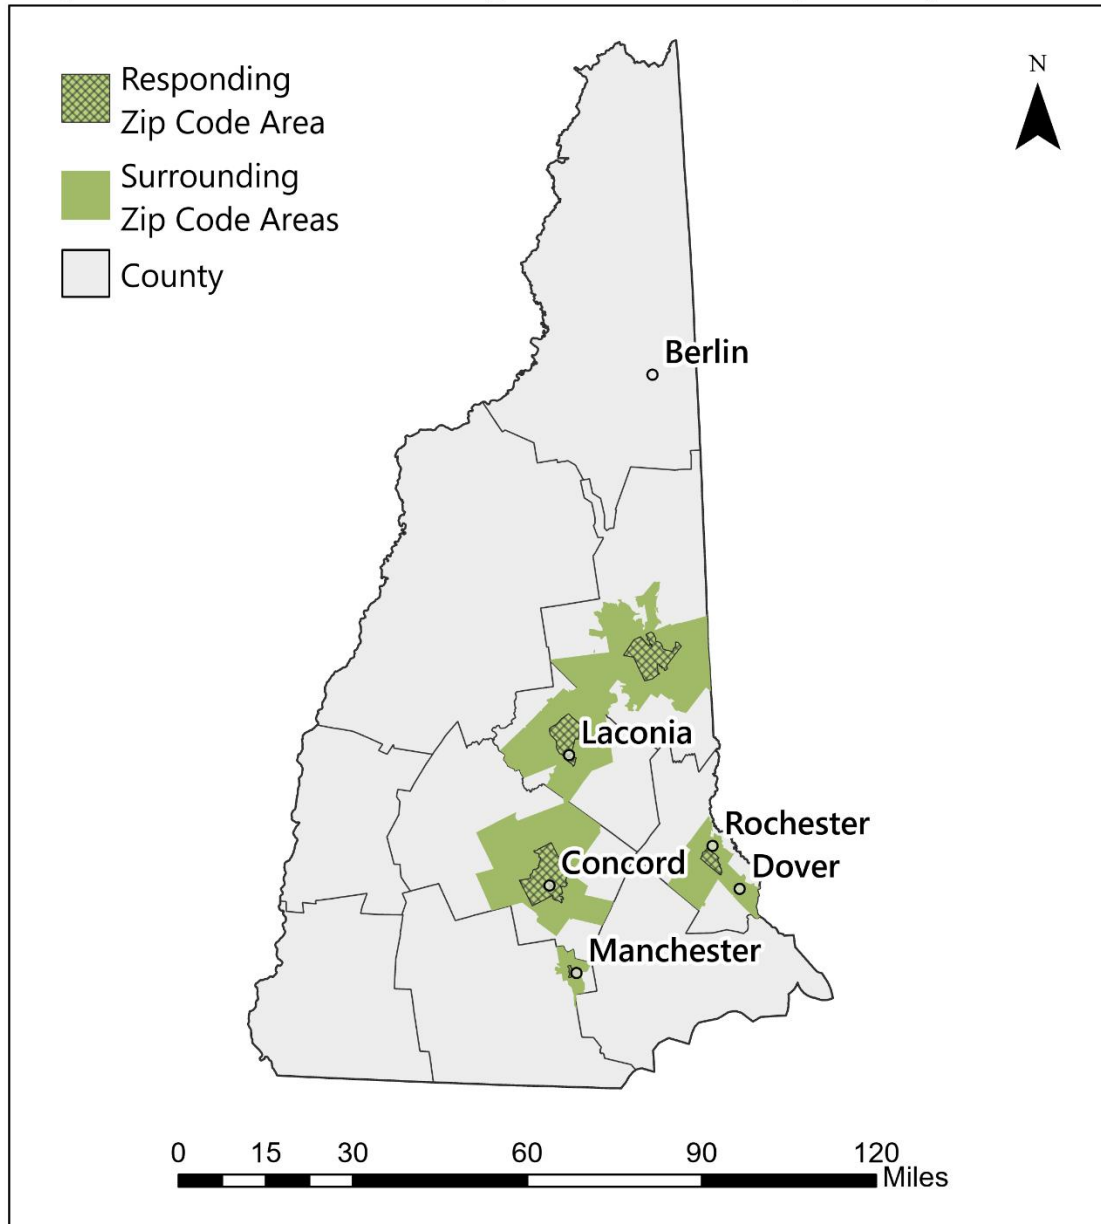 Responding
Zip Code Area
Surrounding
Zip Code Areas
County
N
Berlin
Laconia
Rochester
Dover
Concord
Manchester
0 15 30 60 90 120
Miles